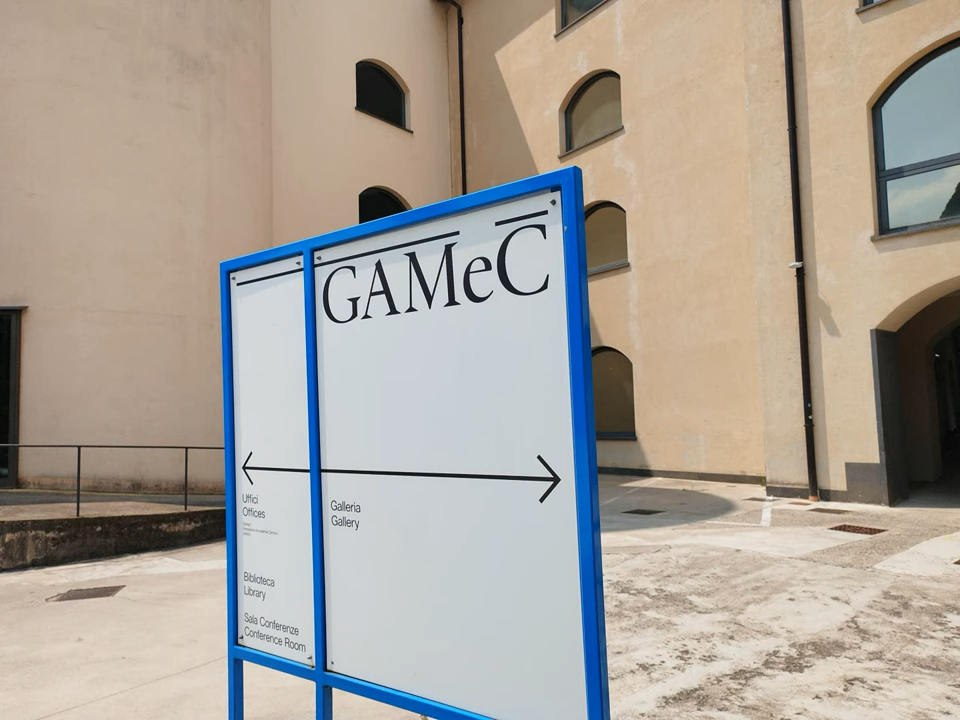 GAMeC
Uffici
Offices
Biblioteca
Library
Sala Conferenze
Conference Room
Galleria
Gallery